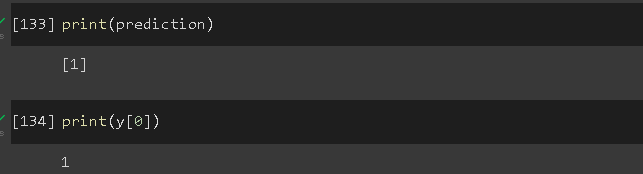 [133] print(prediction)
[1]
[134] print(y[0])
1